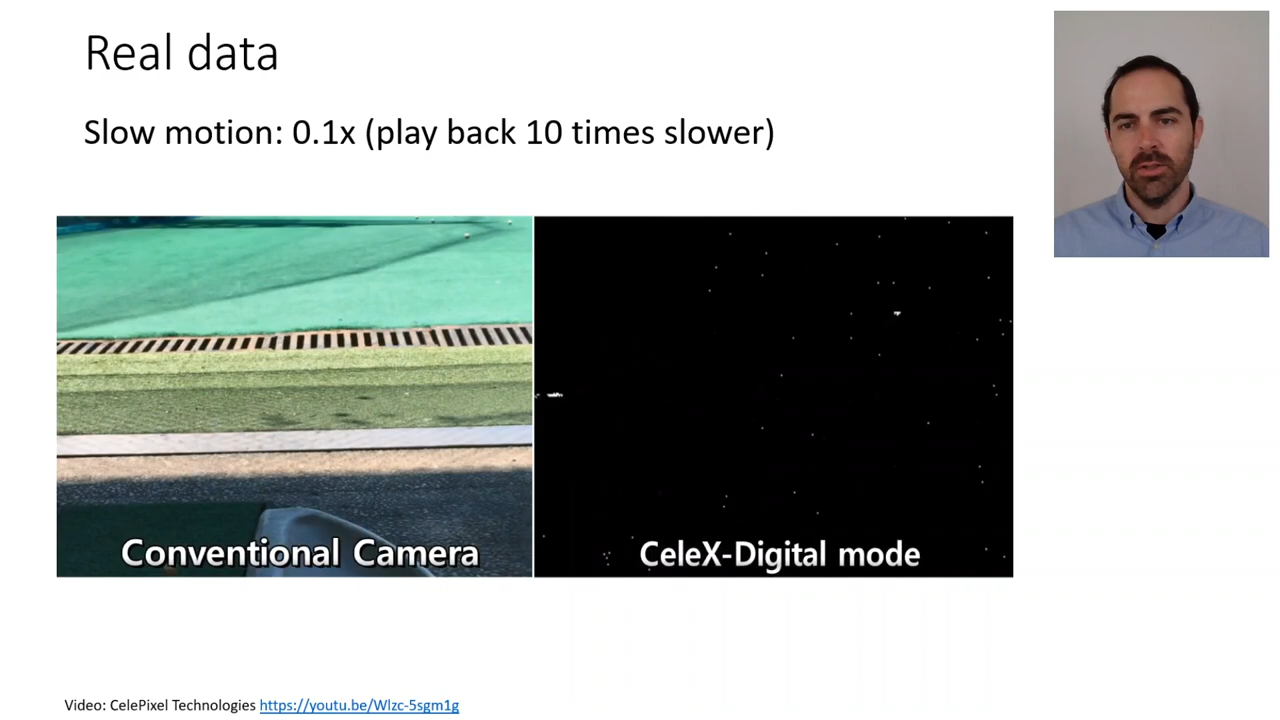 Real data
Slow motion: 0.1x (play back 10 times slower)
Conventional Camera
CeleX-Digital mode
Video: CelePixel Technologies https://youtu.be/Wlzc-5sgm1g